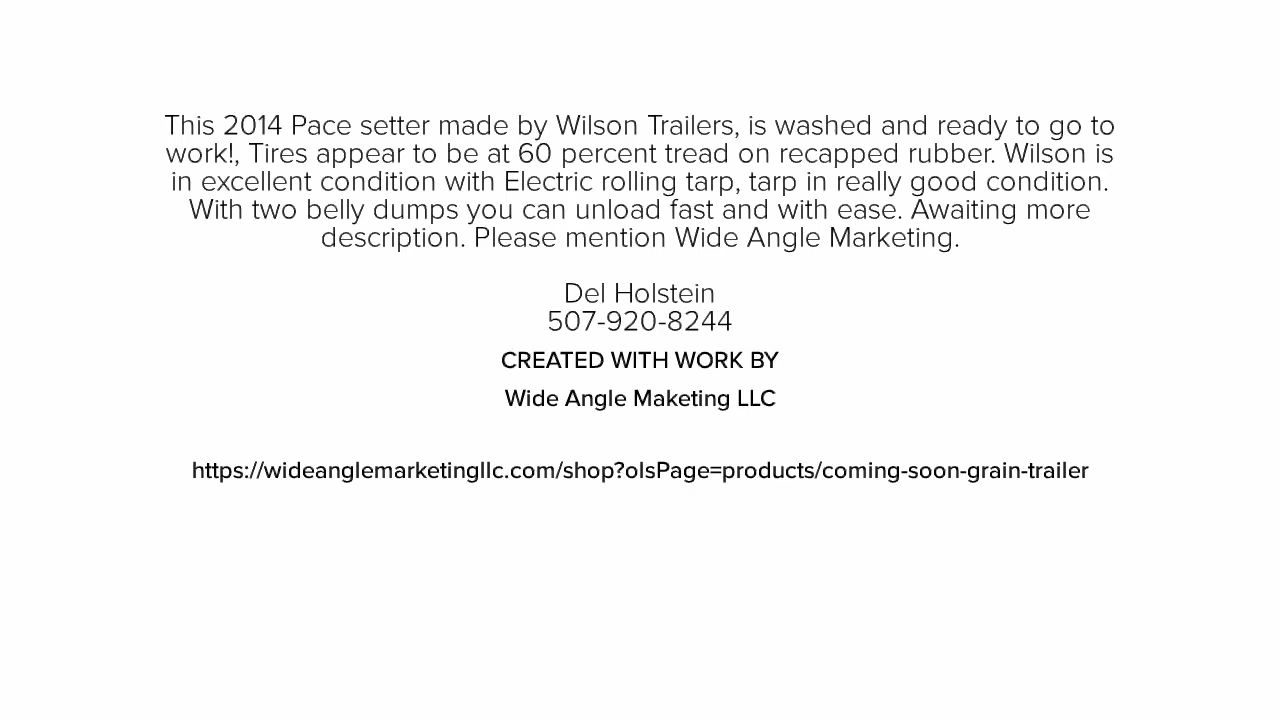 This 2014 Pace setter made by Wilson Trailers, is washed and ready to go to
work!, Tires appear to be at 60 percent tread on recapped rubber. Wilson is
in excellent condition with Electric rolling tarp, tarp in really good condition.
With two belly dumps you can unload fast and with ease. Awaiting more
description. Please mention Wide Angle Marketing.
Del Holstein
507-920-8244
CREATED WITH WORK BY
Wide Angle Maketing LLC
https://wideanglemarketingllc.com/shop?olsPage=products/coming-soon-grain-trailer